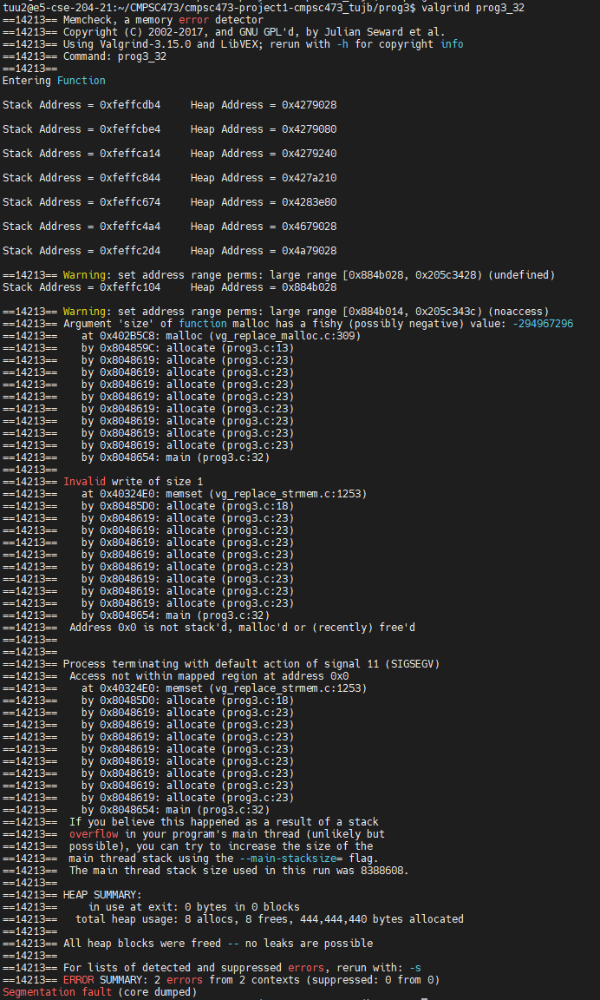 tuu2@e5-cse-204-21:~/CMPSC473/cmpsc473-project1-cmpsc473_tujb/prog3$ valgrind prog3_32
==14213== Memcheck, a memory error detector
==14213== Copyright (C) 2002-2017, and GNU GPL'd, by Julian Seward et al.
==14213== Using Valgrind-3.15.0 and LibVEX; rerun with -h for copyright info
==14213== Command: prog3_32
==14213==
Entering Function
Stack Address = 0xfeffcdb4     Heap Address = 0x4279028
Stack Address = 0xfeffcbe4     Heap Address = 0x4279080
Stack Address = 0xfeffca14     Heap Address = 0x4279240
Stack Address = 0xfeffc844     Heap Address = 0x427a210
Stack Address = 0xfeffc674     Heap Address = 0x4283e80
Stack Address = 0xfeffc4a4     Heap Address = 0x4679028
Stack Address = 0xfeffc2d4     Heap Address = 0x4a79028
==14213== Warning: set address range perms: large range [0x884b028, 0x205c3428) (undefined)
Stack Address = 0xfeffc104     Heap Address = 0x884b028
==14213== Warning: set address range perms: large range [0x884b014, 0x205c343c) (noaccess)
==14213== Argument 'size' of function malloc has a fishy (possibly negative) value: -294967296
==14213==    at 0x402B5C8: malloc (vg_replace_malloc.c:309)
==14213==    by 0x804859C: allocate (prog3.c:13)
==14213==    by 0x8048619: allocate (prog3.c:23)
==14213==    by 0x8048619: allocate (prog3.c:23)
==14213==    by 0x8048619: allocate (prog3.c:23)
==14213==    by 0x8048619: allocate (prog3.c:23)
==14213==    by 0x8048619: allocate (prog3.c:23)
==14213==    by 0x8048619: allocate (prog3.c:23)
==14213==    by 0x8048619: allocate (prog3.c:23)
==14213==    by 0x8048619: allocate (prog3.c:23)
==14213==    by 0x8048654: main (prog3.c:32)
==14213==
==14213== Invalid write of size 1
==14213==    at 0x40324E0: memset (vg_replace_strmem.c:1253)
==14213==    by 0x80485D0: allocate (prog3.c:18)
==14213==    by 0x8048619: allocate (prog3.c:23)
==14213==    by 0x8048619: allocate (prog3.c:23)
==14213==    by 0x8048619: allocate (prog3.c:23)
==14213==    by 0x8048619: allocate (prog3.c:23)
==14213==    by 0x8048619: allocate (prog3.c:23)
==14213==    by 0x8048619: allocate (prog3.c:23)
==14213==    by 0x8048619: allocate (prog3.c:23)
==14213==    by 0x8048619: allocate (prog3.c:23)
==14213==    by 0x8048654: main (prog3.c:32)
==14213==  Address 0x0 is not stack'd, malloc'd or (recently) free'd
==14213==
==14213==
==14213== Process terminating with default action of signal 11 (SIGSEGV)
==14213==  Access not within mapped region at address 0x0
==14213==    at 0x40324E0: memset (vg_replace_strmem.c:1253)
==14213==    by 0x80485D0: allocate (prog3.c:18)
==14213==    by 0x8048619: allocate (prog3.c:23)
==14213==    by 0x8048619: allocate (prog3.c:23)
==14213==    by 0x8048619: allocate (prog3.c:23)
==14213==    by 0x8048619: allocate (prog3.c:23)
==14213==    by 0x8048619: allocate (prog3.c:23)
==14213==    by 0x8048619: allocate (prog3.c:23)
==14213==    by 0x8048619: allocate (prog3.c:23)
==14213==    by 0x8048619: allocate (prog3.c:23)
==14213==    by 0x8048654: main (prog3.c:32)
==14213==  If you believe this happened as a result of a stack
==14213==  overflow in your program's main thread (unlikely but
==14213==  possible), you can try to increase the size of the
==14213==  main thread stack using the --main-stacksize= flag.
==14213==  The main thread stack size used in this run was 8388608.
==14213==
==14213== HEAP SUMMARY:
==14213==     in use at exit: 0 bytes in 0 blocks
==14213==   total heap usage: 8 allocs, 8 frees, 444,444,440 bytes allocated
==14213==
==14213== All heap blocks were freed -- no leaks are possible
==14213==
==14213== For lists of detected and suppressed errors, rerun with: -s
==14213== ERROR SUMMARY: 2 errors from 2 contexts (suppressed: 0 from 0)
Segmentation fault (core dumped)